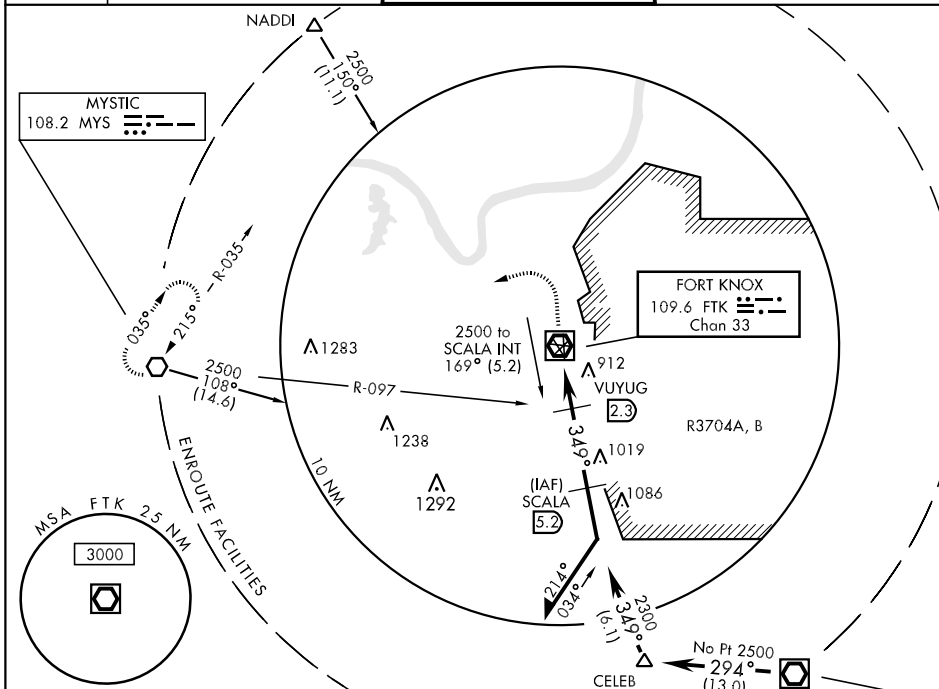 NADDI
2500
150°
(11.1)
MYSTIC
108.2 MYS
R-035
035°
215°
FORT KNOX
109.6 FTK
Chan 33
2500 to
SCALA INT
169° (5.2)
1283
912
2500
108°
(14.6)
R-097
VUYUG
2.3
R3704A, B
1238
349°
1019
10 NM
1292
(IAF)
SCALA
5.2
1086
ENROUTE FACILITIES
MSA FTK 25 NM
3000
214°
034°
2300
349°
(6.1)
No Pt 2500
294°
(13.0)
CELEB